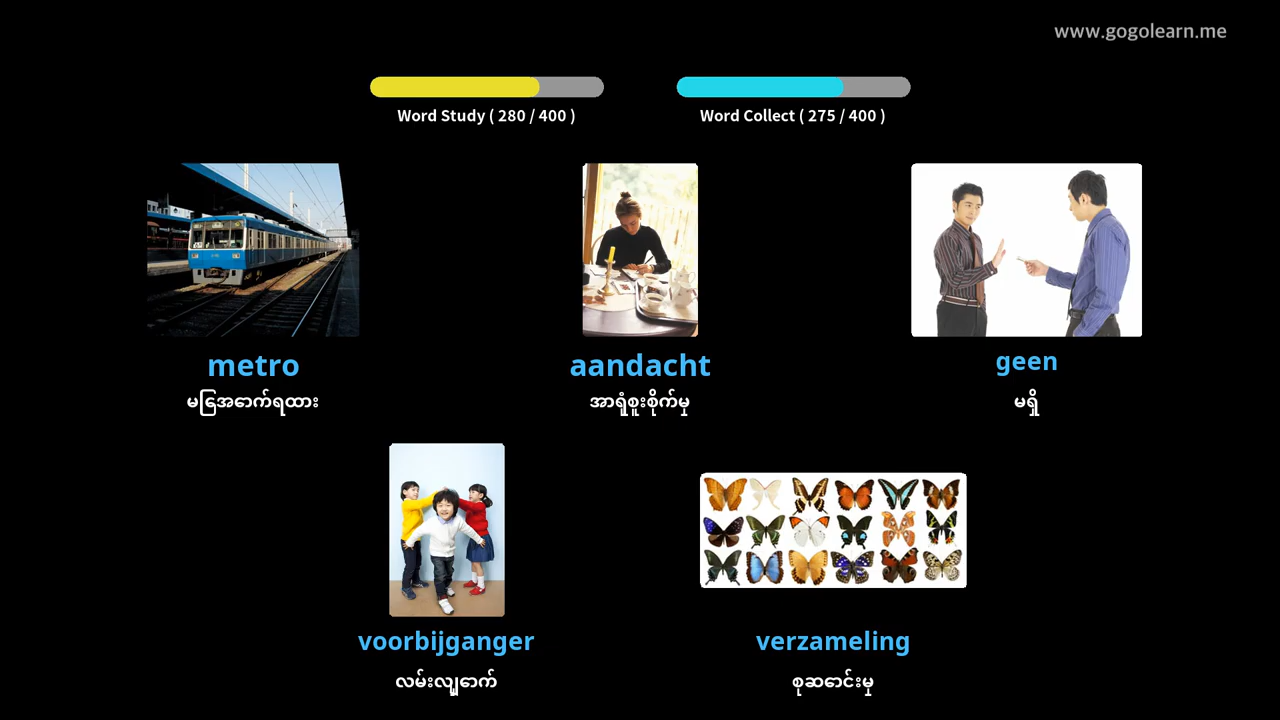 www.gogolearn.me
Word Study ( 280 / 400 )
Word Collect ( 275 / 400 )
metro
aandacht
geen
မြေအောက်ရထား
အာရုံစူးစိုက်မှု
မရှိ
voorbijganger
verzameling
လမ်းလျှောက်
စုဆောင်းမှု